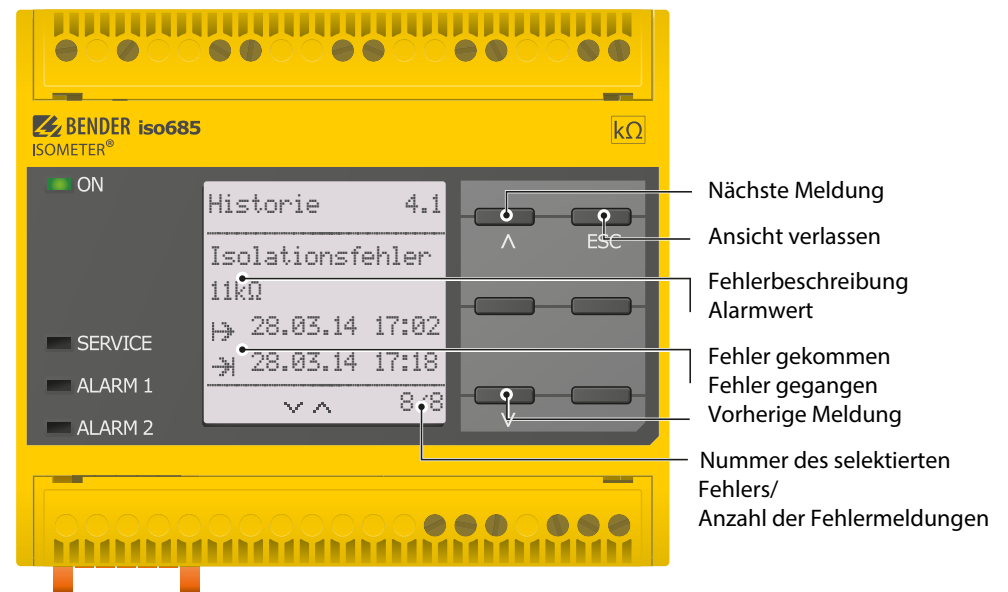 BENDER iso685
ISOMETER®
kΩ
ON
Historie 4.1
Isolationsfehler
11kΩ
28.03.14 17:02
28.03.14 17:18
8/8
SERVICE
ALARM 1
ALARM 2
ESC
Nächste Meldung
Ansicht verlassen
Fehlerbeschreibung
Alarmwert
Fehler gekommen
Fehler gegangen
Vorherige Meldung
Nummer des selektierten
Fehlers/
Anzahl der Fehlermeldungen